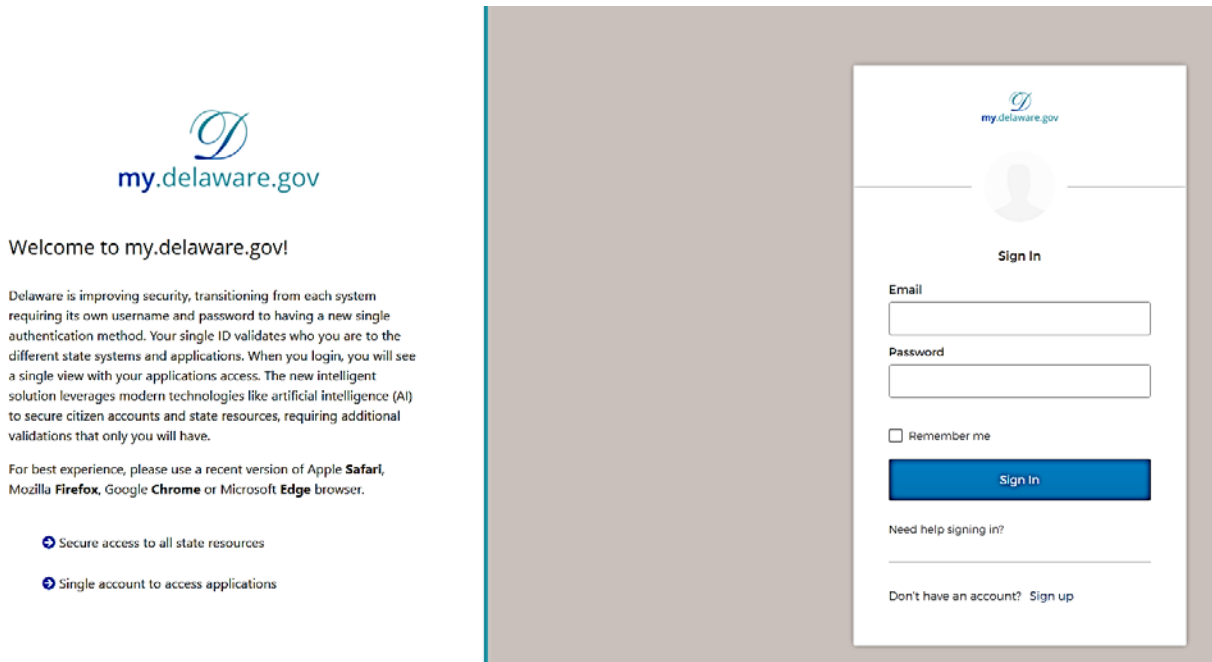 D
my.delaware.gov
Welcome to my.delaware.gov!
Delaware is improving security, transitioning from each system
requiring its own username and password to having a new single
authentication method. Your single ID validates who you are to the
different state systems and applications. When you login, you will see
a single view with your applications access. The new intelligent
solution leverages modern technologies like artificial intelligence (AI)
to secure citizen accounts and state resources, requiring additional
validations that only you will have.
For best experience, please use a recent version of Apple Safari,
Mozilla Firefox, Google Chrome or Microsoft Edge browser.
Secure access to all state resources
Single account to access applications
D
my.delaware.gov
Sign In
Email
Password
Remember me
Sign In
Need help signing in?
Don't have an account? Sign up